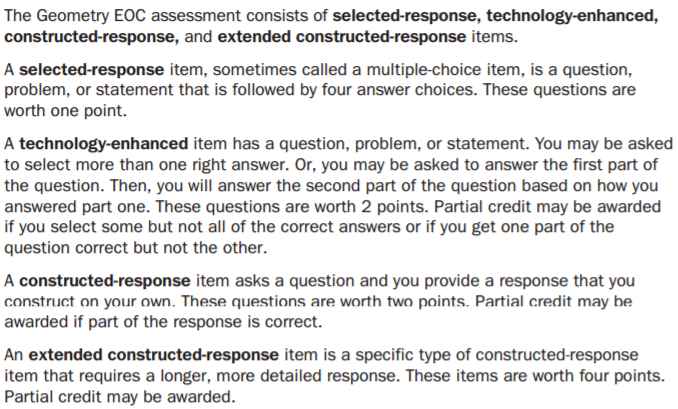 The Geometry EOC assessment consists of selected-response, technology-enhanced,
constructed-response, and extended constructed-response items.
A selected-response item, sometimes called a multiple-choice item, is a question,
problem, or statement that is followed by four answer choices. These questions are
worth one point.
A technology-enhanced item has a question, problem, or statement. You may be asked
to select more than one right answer. Or, you may be asked to answer the first part of
the question. Then, you will answer the second part of the question based on how you
answered part one. These questions are worth 2 points. Partial credit may be awarded
if you select some but not all of the correct answers or if you get one part of the
question correct but not the other.
A constructed-response item asks a question and you provide a response that you
construct on your own. These questions are worth two points. Partial credit may be
awarded if part of the response is correct.
An extended constructed-response item is a specific type of constructed-response
item that requires a longer, more detailed response. These items are worth four points.
Partial credit may be awarded.